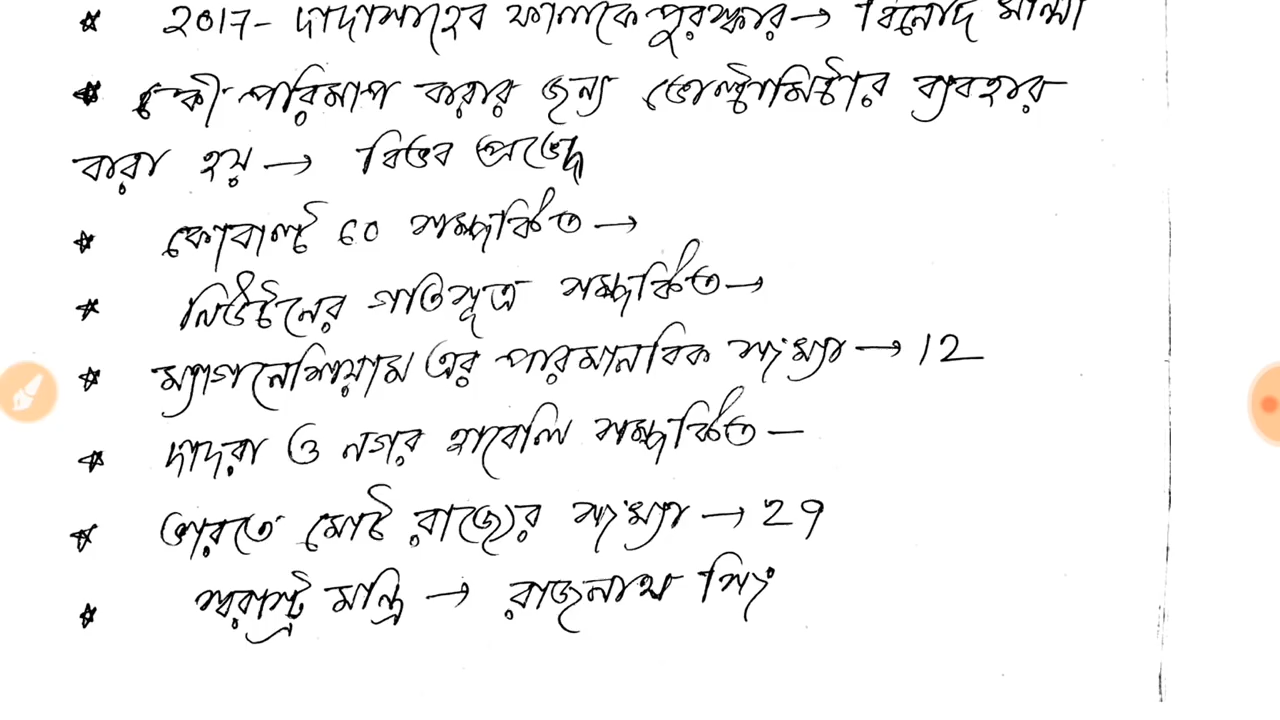 * 2017- দাদাসাহেব ফালকে পুরস্কার → বিনোদ
* কী পরিমাপ করার জন্য ভোল্টামিটার ব্যবহার
করা হয় → বিভব প্রভেদ
* কোবাল্ট 60 সম্পর্কিত →
* নিউটনের গতিসূত্র সম্পর্কিত →
* ম্যাগনেশিয়াম এর পারমানবিক সংখ্যা → 12
* দাদরা ও নগর হাবেলি সম্পর্কিত —
* ভারতে মোট রাজ্যের সংখ্যা → 29
* স্বরাস্ট্র মন্ত্রি → রাজনাথ সিং